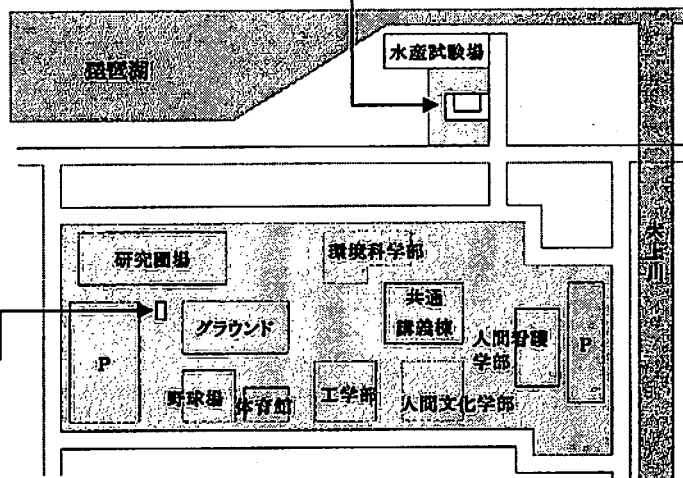 水産試験場
琵琶湖
犬上川
研究圃場
環境科学部
共通
講義棟
グラウンド
人間看護
学部
P
P
野球場
体育館
工学部
人間文化学部